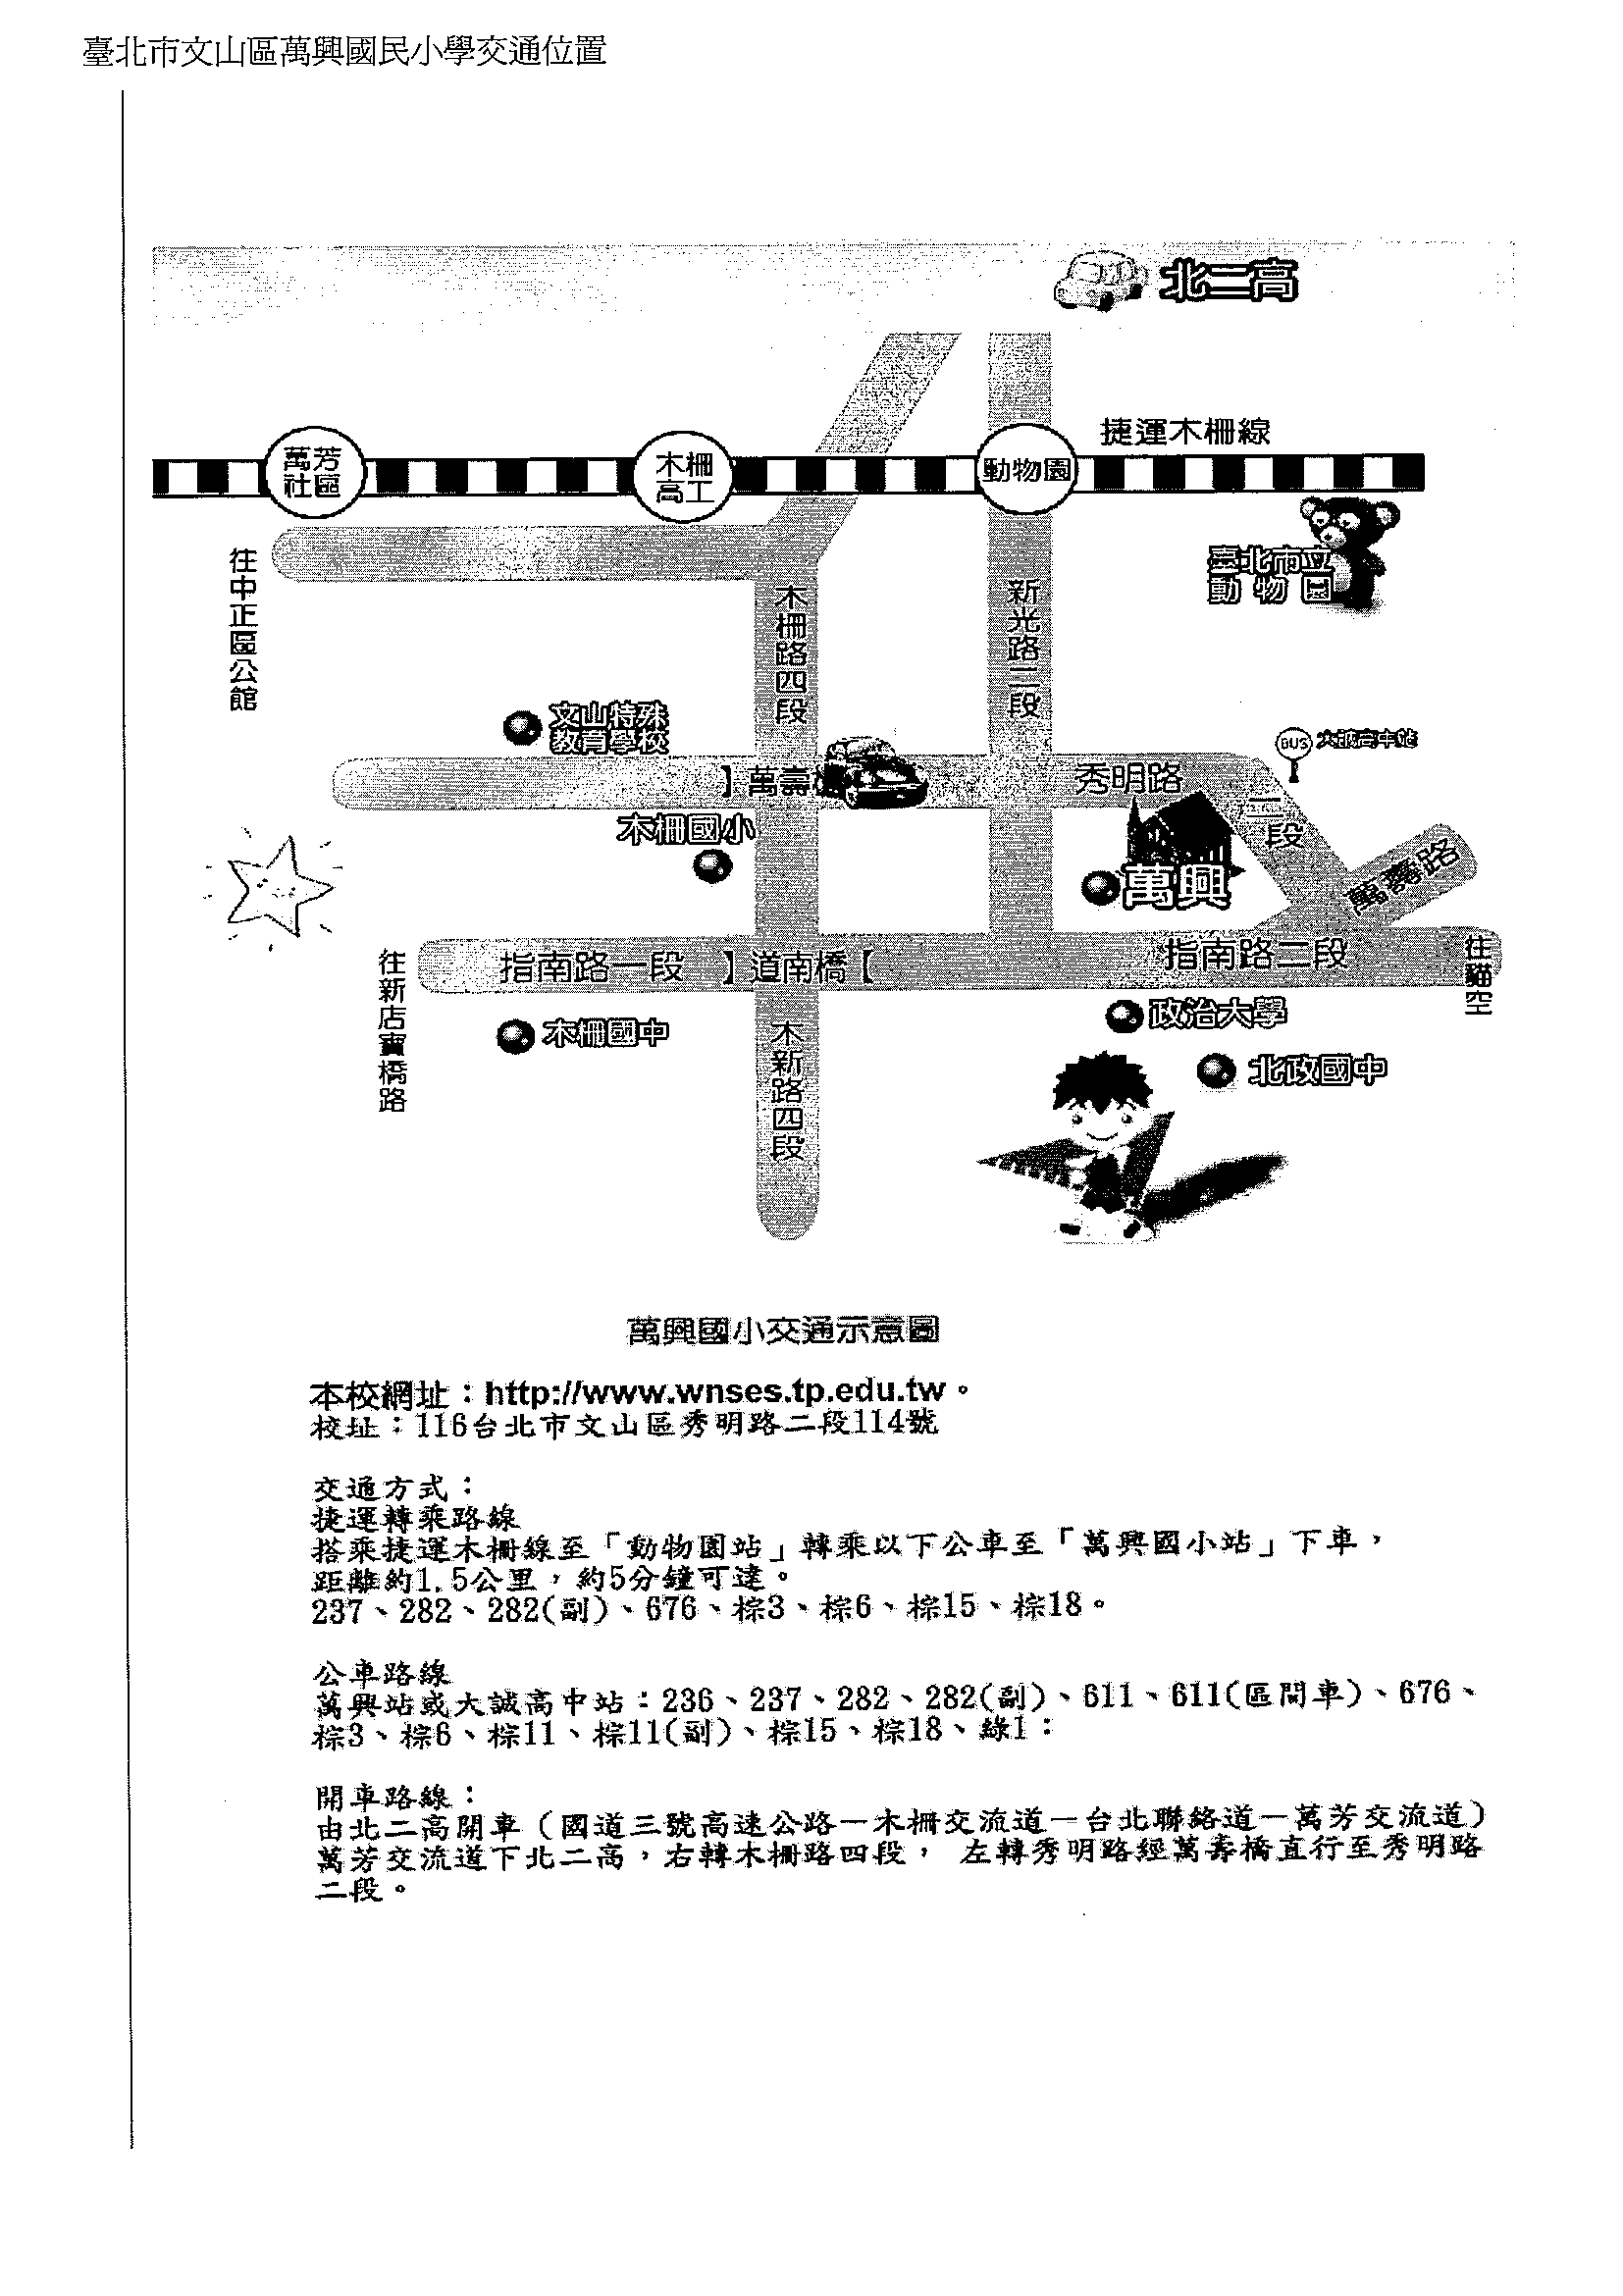 臺北市文山區萬興國民小學交通位置
北二高
捷運木柵線
萬芳
社區
木柵
高工
動物園
臺北市立
動物園
往中正區公館
木柵路四段
新光路二段
文山特殊
教育學校
BUS 大誠高中站
】萬壽
秀明路
二段
木柵國小
萬興
萬壽路
往新店寶橋路
指南路一段
】道南橋【
指南路二段
往貓空
木柵國中
木新路四段
政治大學
北政國中
萬興國小交通示意圖
本校網址：http://www.wnses.tp.edu.tw。
校址：116台北市文山區秀明路二段114號
交通方式：
捷運轉乘路線
搭乘捷運木柵線至「動物園站」轉乘以下公車至「萬興國小站」下車，
距離約1.5公里，約5分鐘可達。
237、282、282(副)、676、棕3、棕6、棕15、棕18。
公車路線
萬興站或大誠高中站：236、237、282、282(副)、611、611(區間車)、676、
棕3、棕6、棕11、棕11(副)、棕15、棕18、綠1：
開車路線：
由北二高開車（國道三號高速公路－木柵交流道－台北聯絡道－萬芳交流道）
萬芳交流道下北二高，右轉木柵路四段， 左轉秀明路經萬壽橋直行至秀明路
二段。